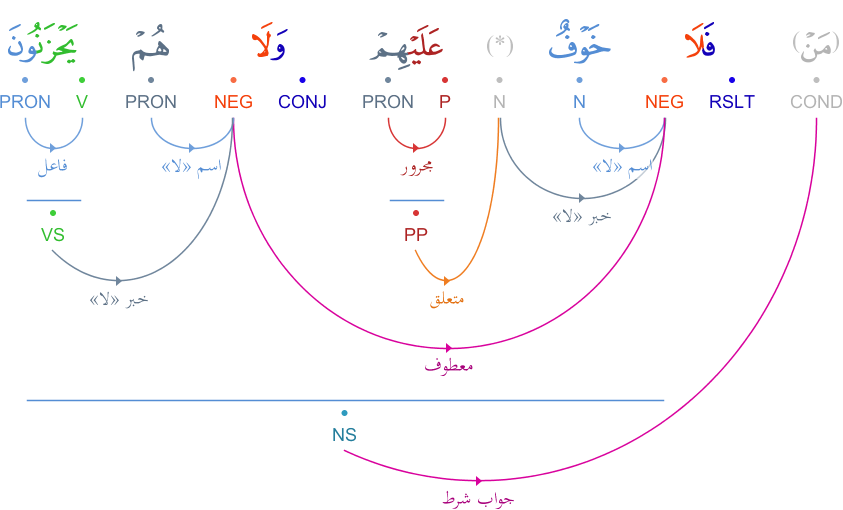 (مَنْ) فَلَا خَوْفٌ (*) عَلَيْهِمْ وَلَا هُمْ يَحْزَنُونَ
COND RSLT NEG N N P PRON CONJ NEG PRON V PRON
اسم «لا» مجرور اسم «لا» فاعل
خبر «لا»
PP VS
متعلق خبر «لا»
معطوف
NS
جواب شرط